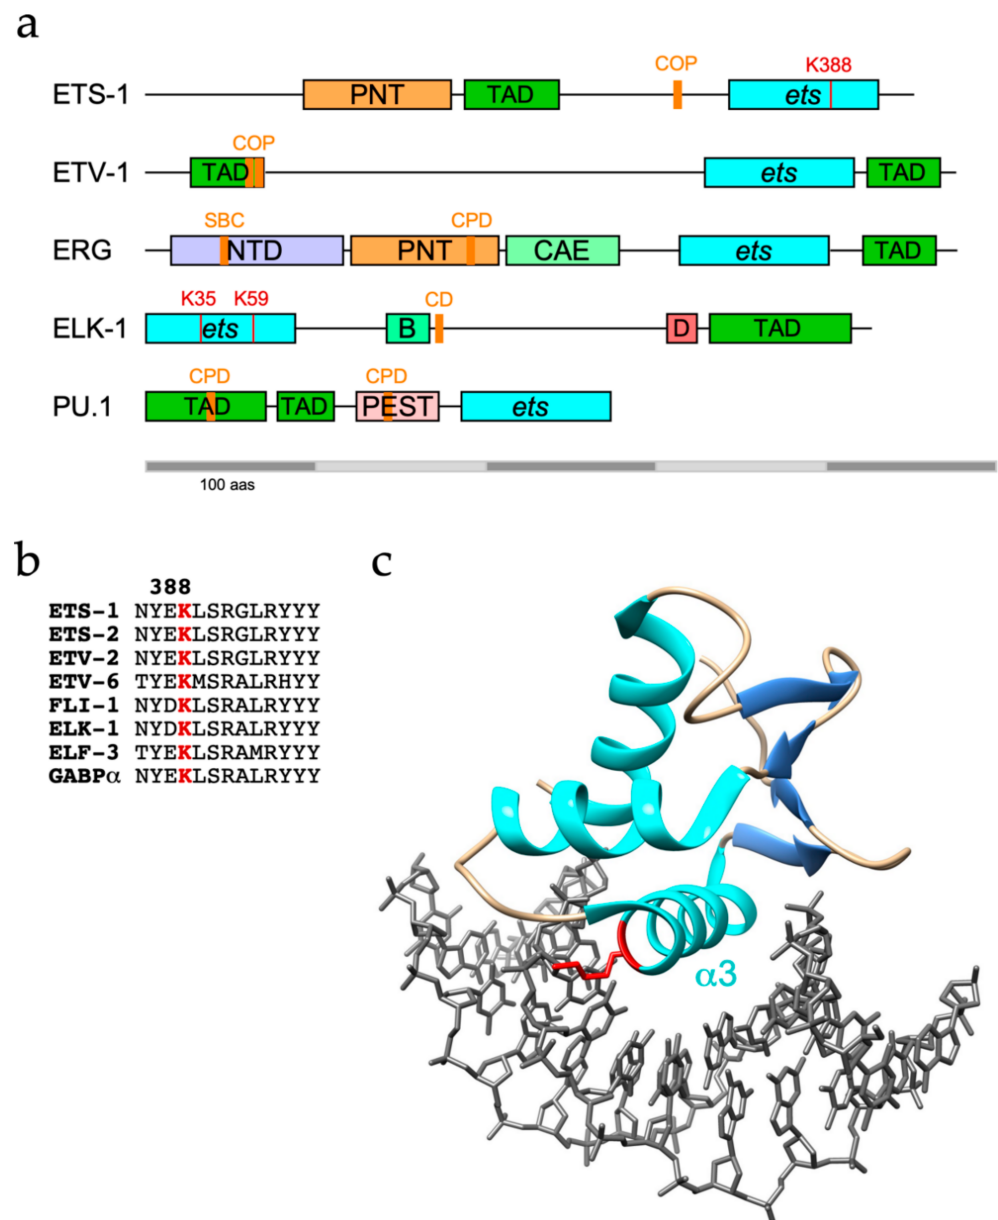 a
COP K388
ETS-1 PNT TAD ets
COP
ETV-1 TAD ets TAD
SBC CPD
ERG NTD PNT CAE ets TAD
K35 K59 CD
ELK-1 ets B D TAD
CPD CPD
PU.1 TAD TAD PEST ets
100 aas
b
388
ETS-1 NYEKLSRGLRYYY
ETS-2 NYEKLSRGLRYYY
ETV-2 NYEKLSRGLRYYY
ETV-6 TYEKMSRALRHYY
FLI-1 NYDKLSRALRYYY
ELK-1 NYDKLSRALRYYY
ELF-3 TYEKLSRAMRYYY
GABPα NYEKLSRALRYYY
c
α3